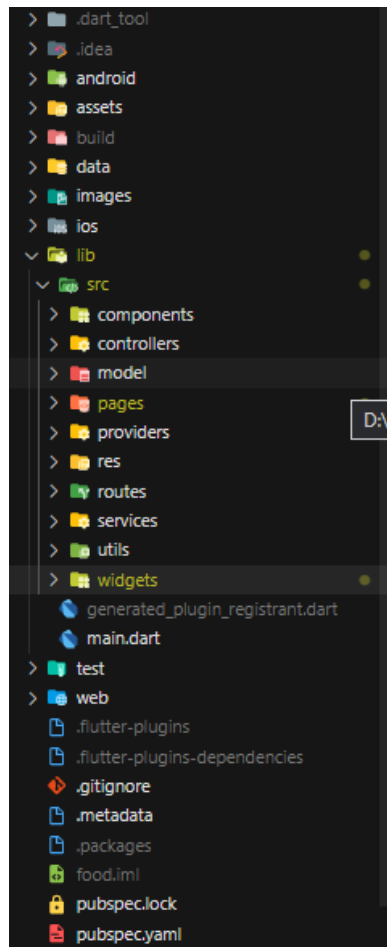 .dart_tool
.idea
android
assets
build
data
images
ios
lib
src
components
controllers
model
pages
D:\
providers
res
routes
services
utils
widgets
generated_plugin_registrant.dart
main.dart
test
web
.flutter-plugins
.flutter-plugins-dependencies
.gitignore
.metadata
.packages
food.iml
pubspec.lock
pubspec.yaml